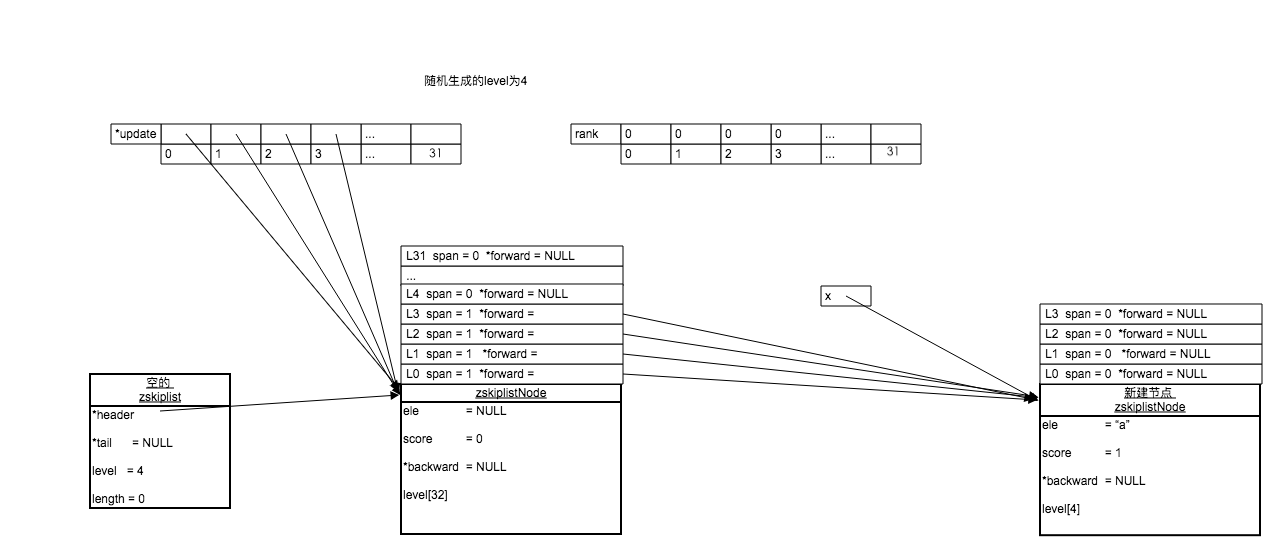 随机生成的level为4
*update ...
0 1 2 3 ... 31
rank 0 0 0 0 ...
0 1 2 3 ... 31
L31 span = 0 *forward = NULL
...
L4 span = 0 *forward = NULL
L3 span = 1 *forward =
L2 span = 1 *forward =
L1 span = 1 *forward =
L0 span = 1 *forward =
zskiplistNode
ele = NULL
score = 0
*backward = NULL
level[32]
空的
zskiplist
*header
*tail = NULL
level = 4
length = 0
x
L3 span = 0 *forward = NULL
L2 span = 0 *forward = NULL
L1 span = 0 *forward = NULL
L0 span = 0 *forward = NULL
新建节点
zskiplistNode
ele = “a”
score = 1
*backward = NULL
level[4]